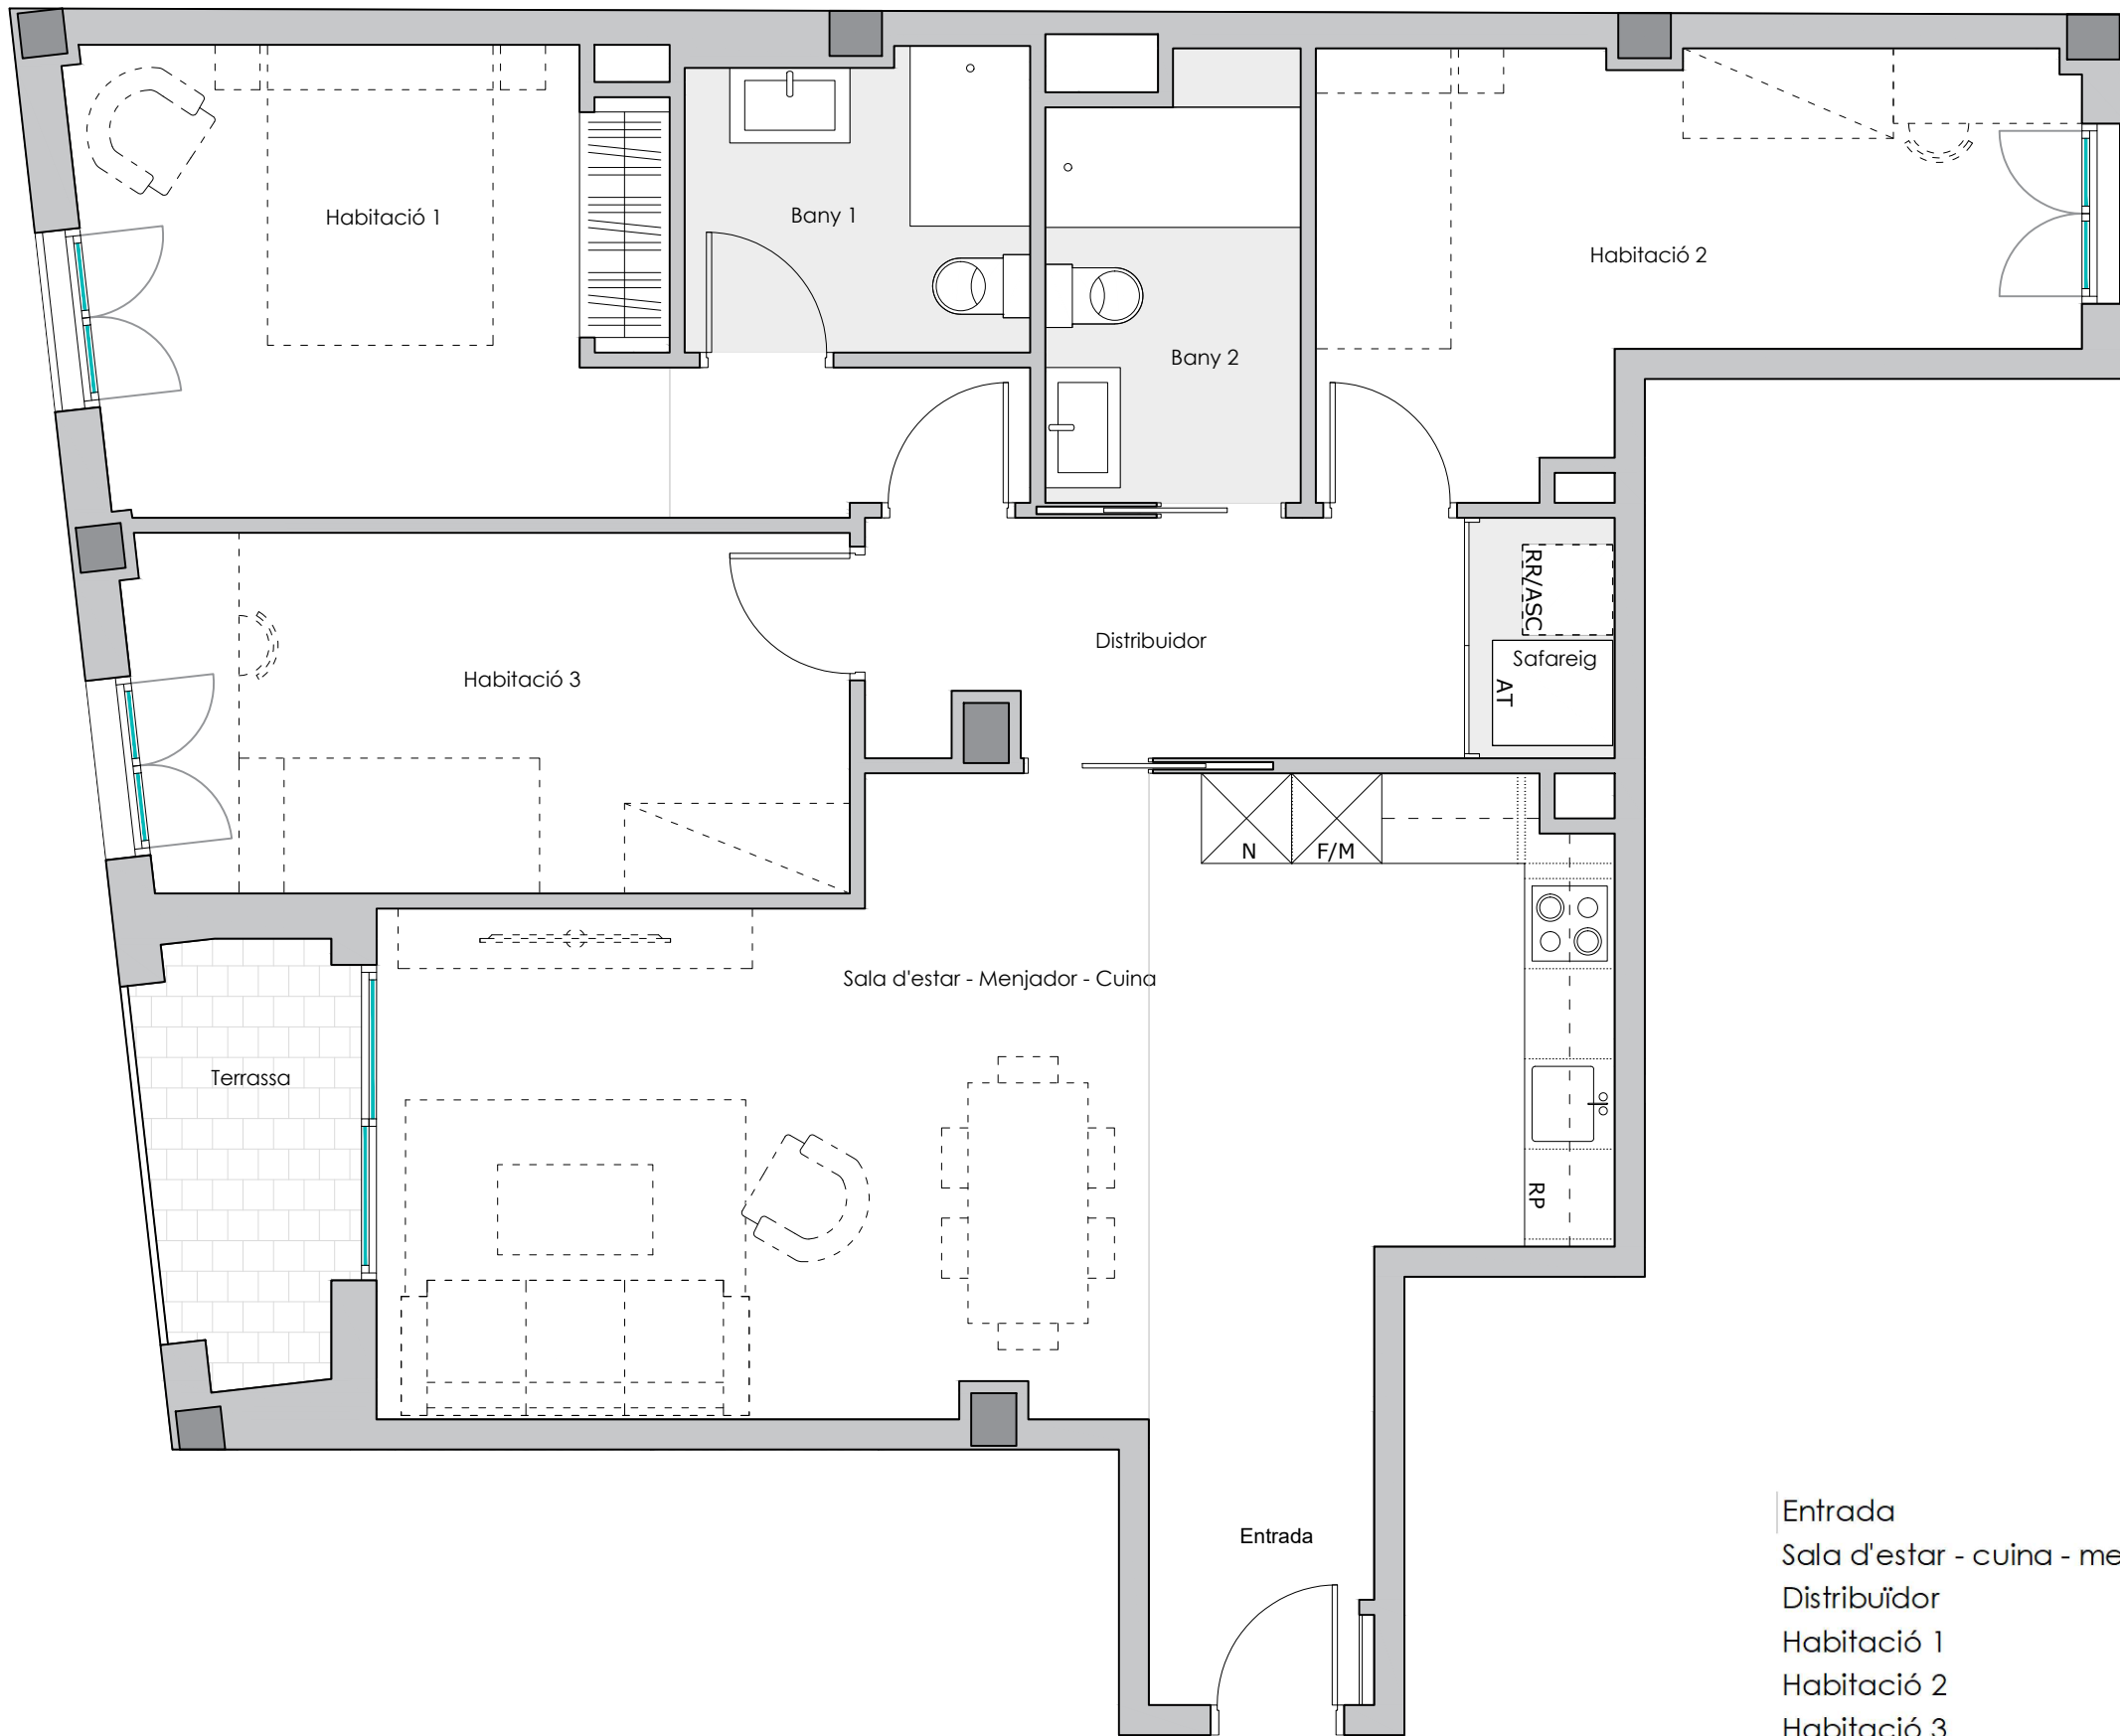 Habitació 1
Bany 1
Habitació 2
Bany 2
RR/ASC
Distribuidor
Safareig
AT
Habitació 3
N
F/M
Sala d'estar - Menjador - Cuina
Terrassa
RP
Entrada
Entrada
Sala d'estar - cuina - me
Distribuïdor
Habitació 1
Habitació 2
Habitació 3